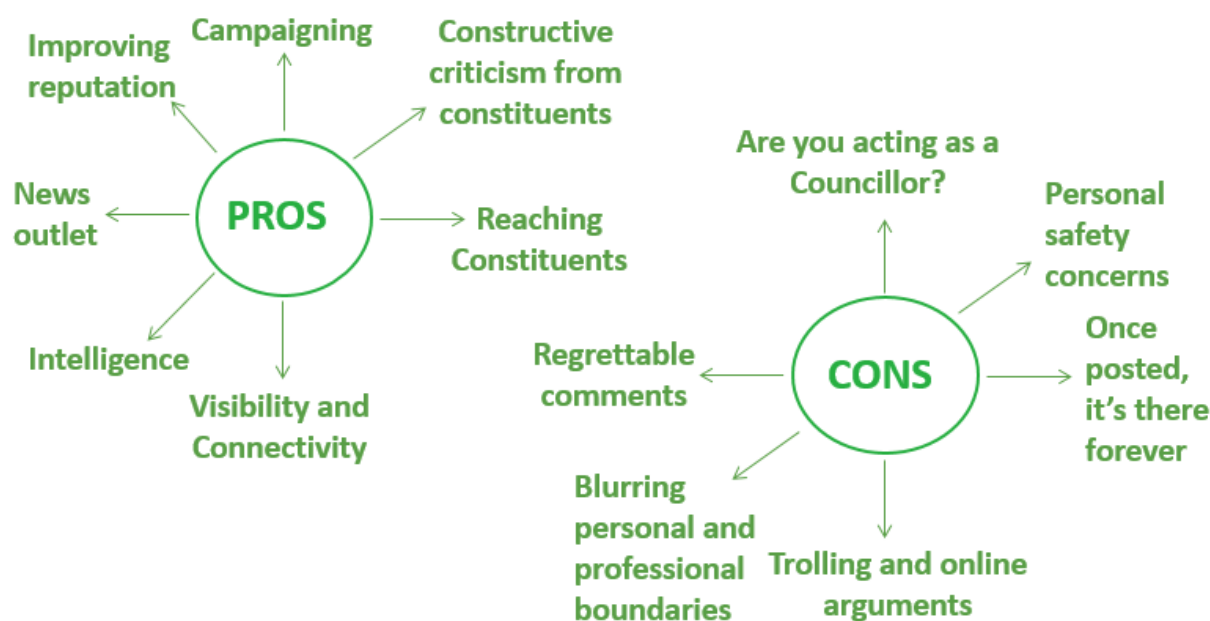 PROS
Campaigning
Constructive
criticism from
constituents
Reaching
Constituents
Visibility and
Connectivity
Intelligence
News
outlet
Improving
reputation
CONS
Are you acting as a
Councillor?
Personal
safety
concerns
Once
posted,
it’s there
forever
Trolling and online
arguments
Blurring
personal and
professional
boundaries
Regrettable
comments